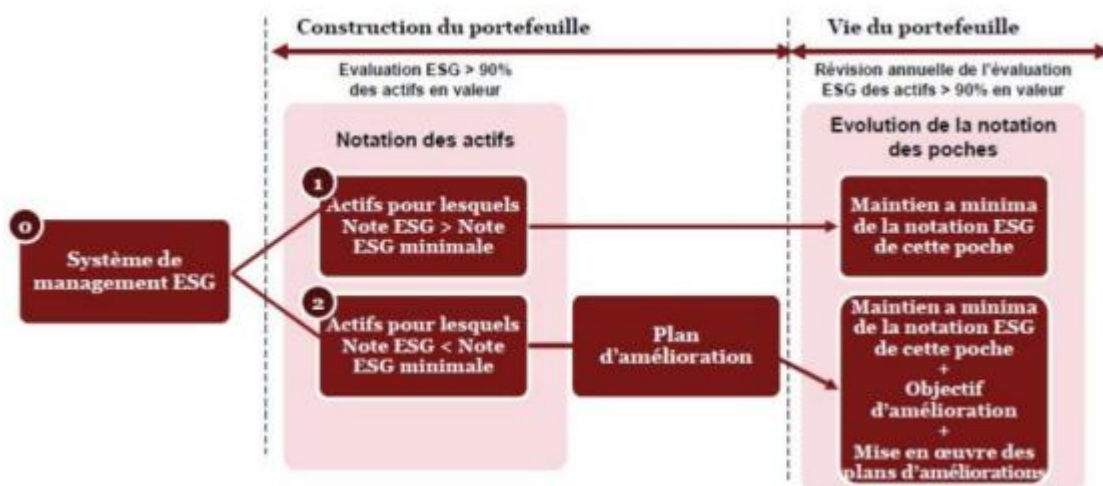 Construction du portefeuille
Vie du portefeuille
Evaluation ESG > 90%
des actifs en valeur
Révision annuelle de l'évaluation
ESG des actifs > 90% en valeur
Notation des actifs
Evolution de la notation
des poches
0
Système de
management ESG
1
Actifs pour lesquels
Note ESG > Note
ESG minimale
Maintien a minima
de la notation ESG
de cette poche
2
Actifs pour lesquels
Note ESG < Note
ESG minimale
Plan
d'amélioration
Maintien a minima
de la notation ESG
de cette poche
+
Objectif
d'amélioration
+
Mise en œuvre des
plans d'améliorations